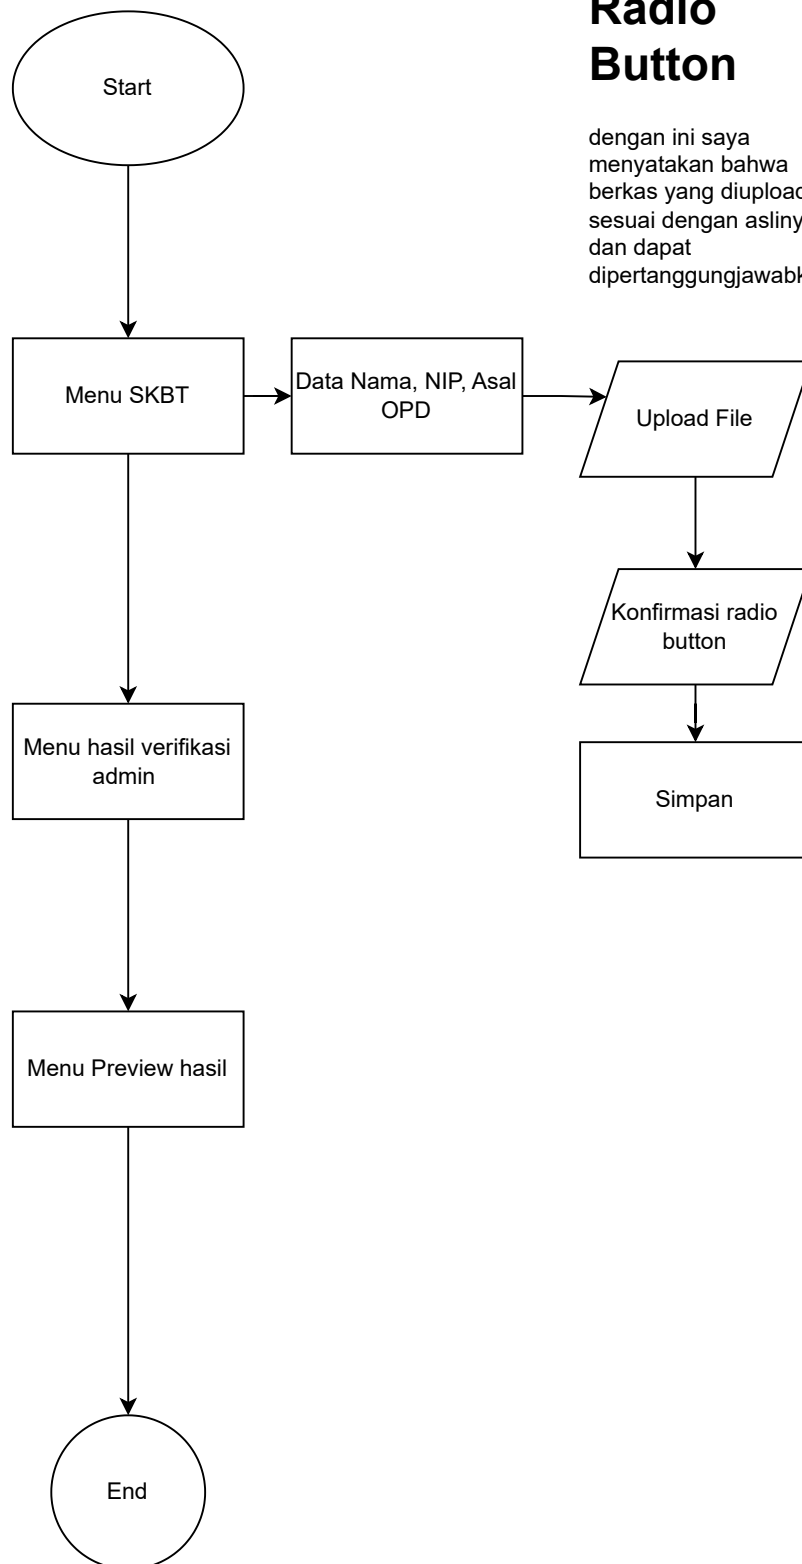 Radio
Button
dengan ini saya
menyatakan bahwa
berkas yang
sesuai dengan
dan dapat
Start
Menu SKBT
Data Nama, NIP, Asal
OPD
Upload File
Konfirmasi radio
button
Simpan
Menu hasil verifikasi
admin
Menu Preview hasil
End